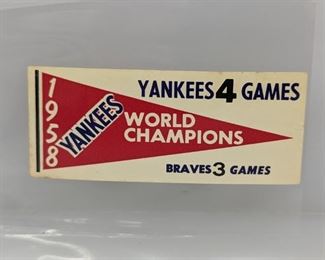 YANKEES 4 GAMES
1958
YANKEES
WORLD
CHAMPIONS
BRAVES 3 GAMES